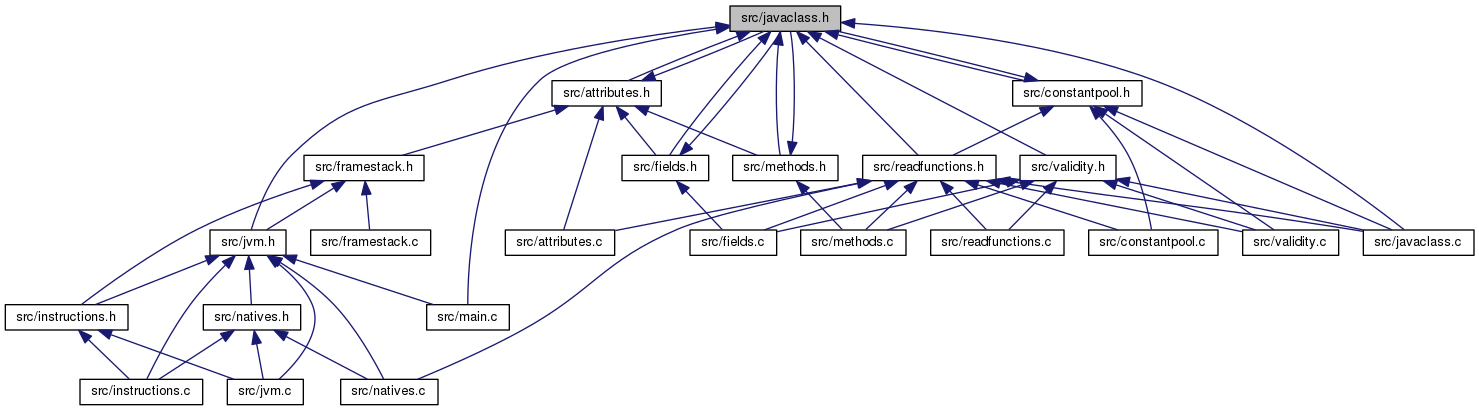 src/javaclass.h
src/attributes.h
src/constantpool.h
src/framestack.h
src/fields.h
src/methods.h
src/readfunctions.h
src/validity.h
src/jvm.h
src/framestack.c
src/attributes.c
src/fields.c
src/methods.c
src/readfunctions.c
src/constantpool.c
src/validity.c
src/javaclass.c
src/instructions.h
src/natives.h
src/main.c
src/instructions.c
src/jvm.c
src/natives.c